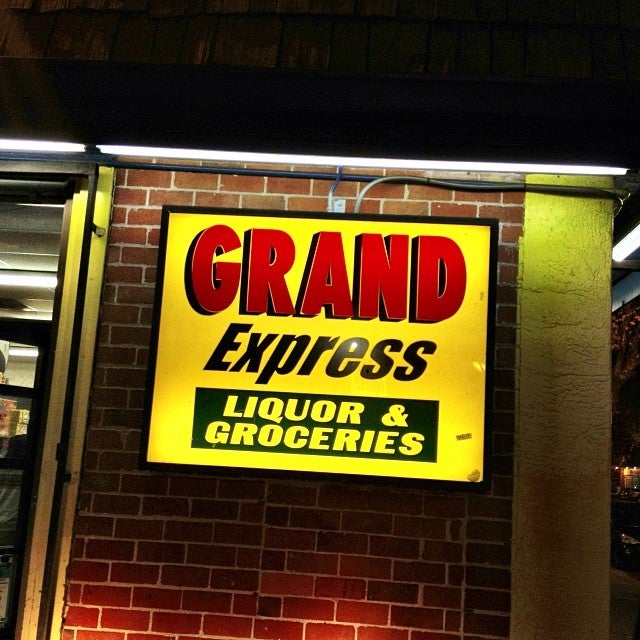 GRAND
Express
LIQUOR &
GROCERIES